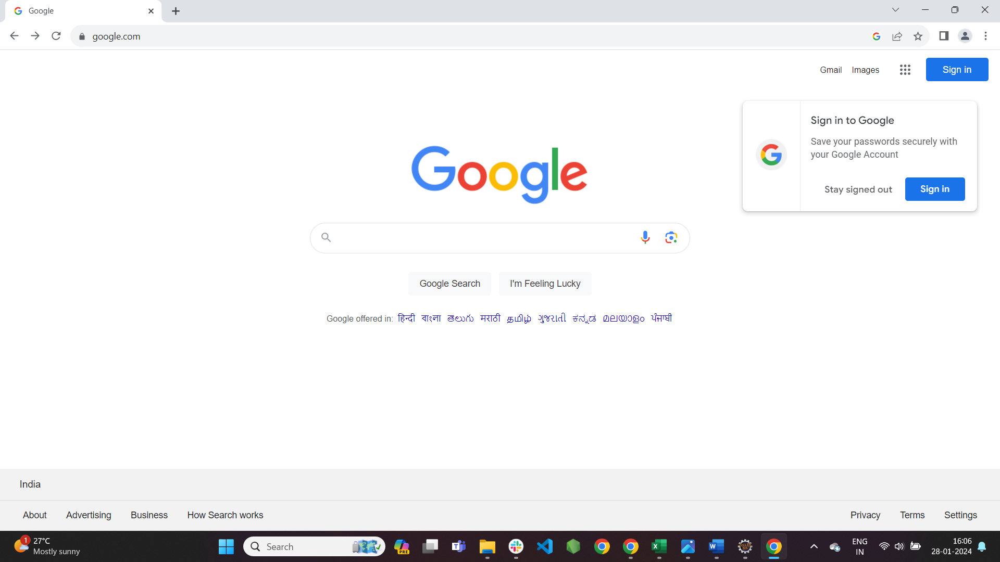 Google
google.com
Gmail Images Sign in
Sign in to Google
Save your passwords securely with
your Google Account
Stay signed out Sign in
Google
Google Search I'm Feeling Lucky
Google offered in: हिन्दी বাংলা తెలుగు मराठी தமிழ் ગુજરાતી ಕನ್ನಡ മലയാളം ਪੰਜਾਬੀ
India
About Advertising Business How Search works Privacy Terms Settings
1 27°C
Mostly sunny
Search
PRE
ENG
IN
16:06
28-01-2024